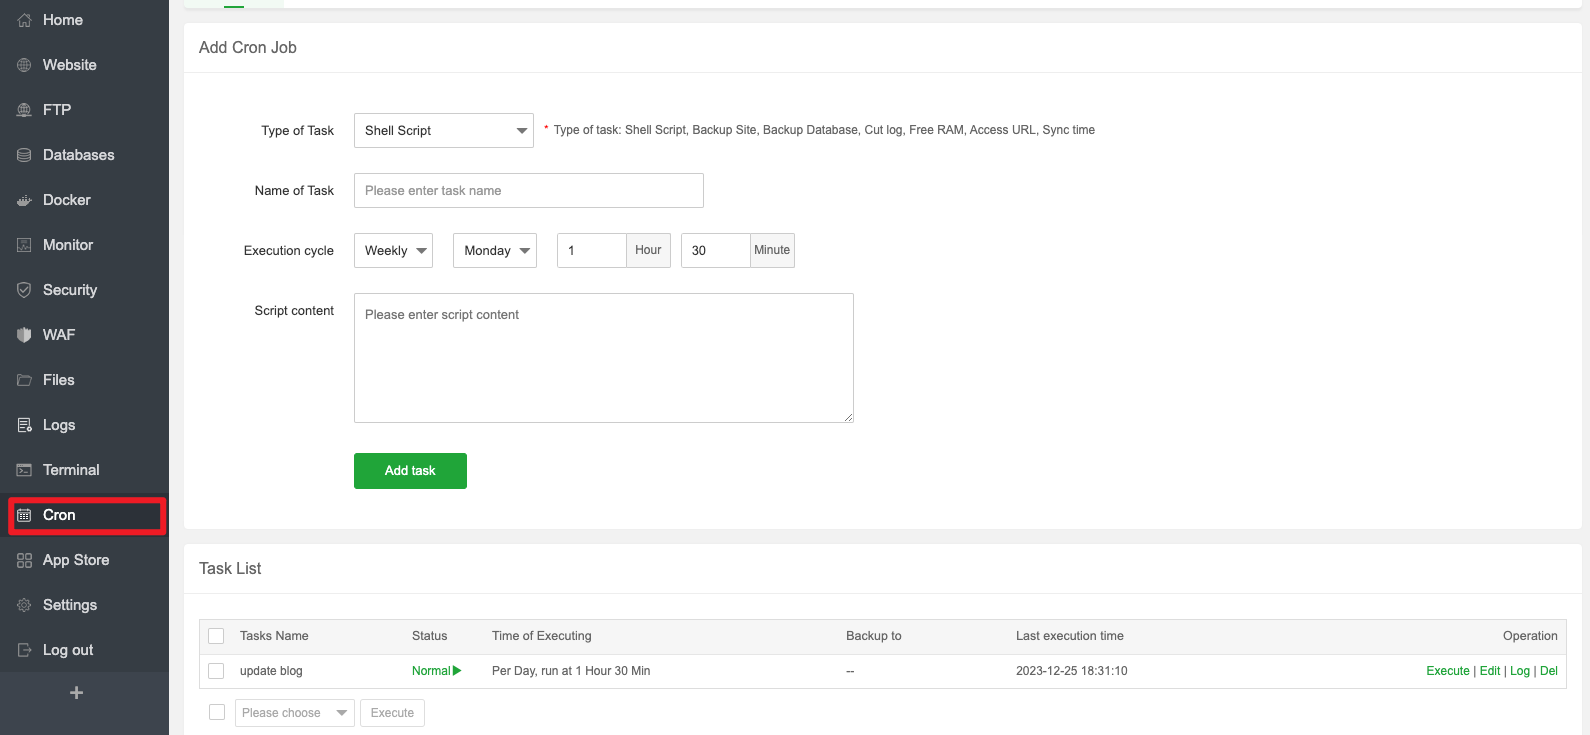 Home
Website
FTP
Databases
Docker
Monitor
Security
WAF
Files
Logs
Terminal
Cron
App Store
Settings
Log out
Add Cron Job
Type of Task Shell Script * Type of task: Shell Script, Backup Site, Backup Database, Cut log, Free RAM, Access URL, Sync time
Name of Task Please enter task name
Execution cycle Weekly Monday 1 Hour 30 Minute
Script content Please enter script content
Add task
Task List
Tasks Name Status Time of Executing Backup to Last execution time Operation
update blog Normal Per Day, run at 1 Hour 30 Min -- 2023-12-25 18:31:10 Execute | Edit | Log | Del
Please choose Execute